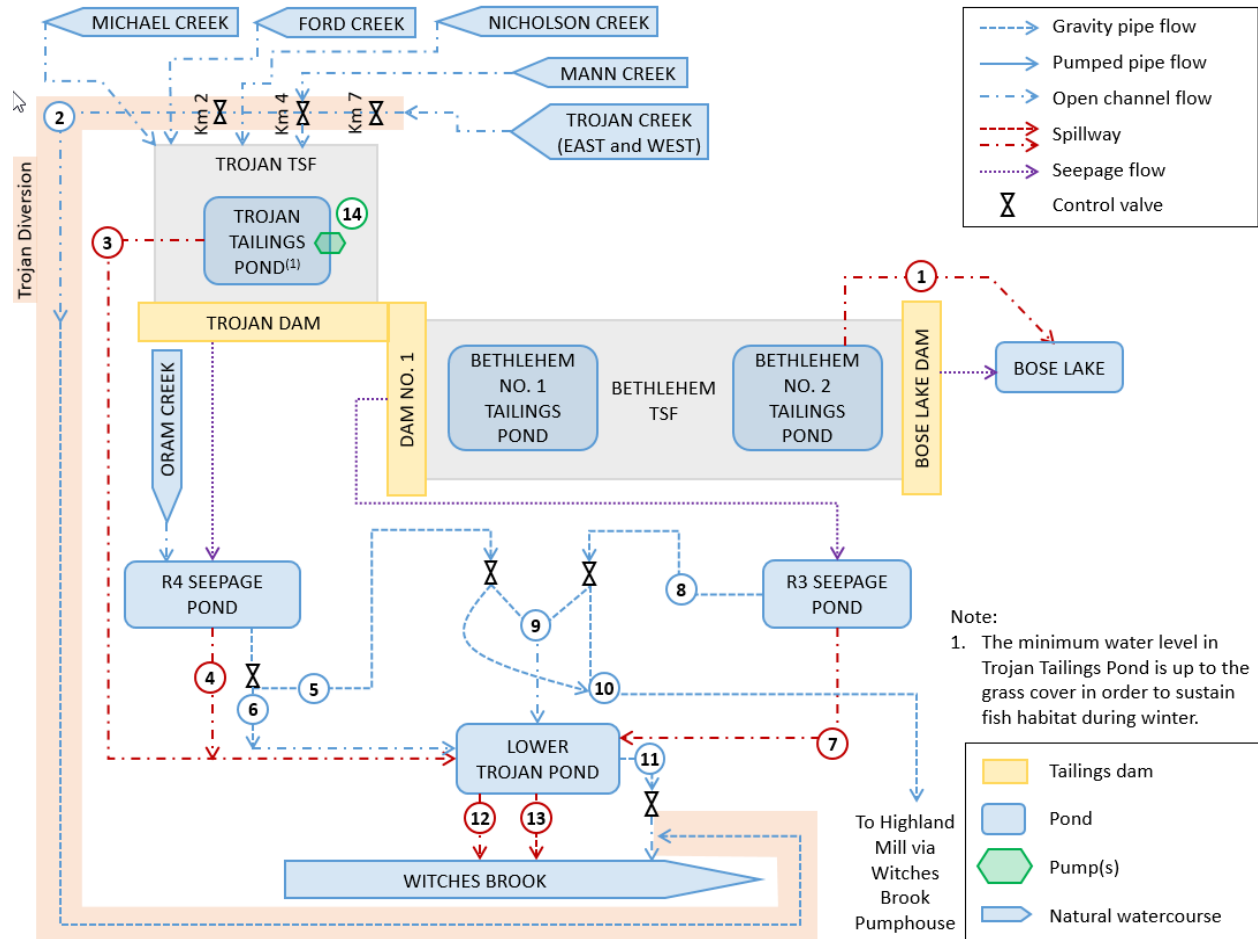 MICHAEL CREEK
FORD CREEK
NICHOLSON CREEK
MANN CREEK
TROJAN CREEK
(EAST and WEST)
Km 2
Km 4
Km 7
2
Trojan Diversion
TROJAN TSF
TROJAN
TAILINGS
POND(1)
14
3
TROJAN DAM
DAM NO. 1
BETHLEHEM
NO. 1
TAILINGS
POND
BETHLEHEM
TSF
BETHLEHEM
NO. 2
TAILINGS
POND
1
BOSE LAKE DAM
BOSE LAKE
ORAM CREEK
R4 SEEPAGE
POND
R3 SEEPAGE
POND
8
9
4
5
6
10
7
LOWER
TROJAN POND
11
12
13
WITCHES BROOK
To Highland
Mill via
Witches
Brook
Pumphouse
Gravity pipe flow
Pumped pipe flow
Open channel flow
Spillway
Seepage flow
Control valve
Note:
1. The minimum water level in
Trojan Tailings Pond is up to the
grass cover in order to sustain
fish habitat during winter.
Tailings dam
Pond
Pump(s)
Natural watercourse